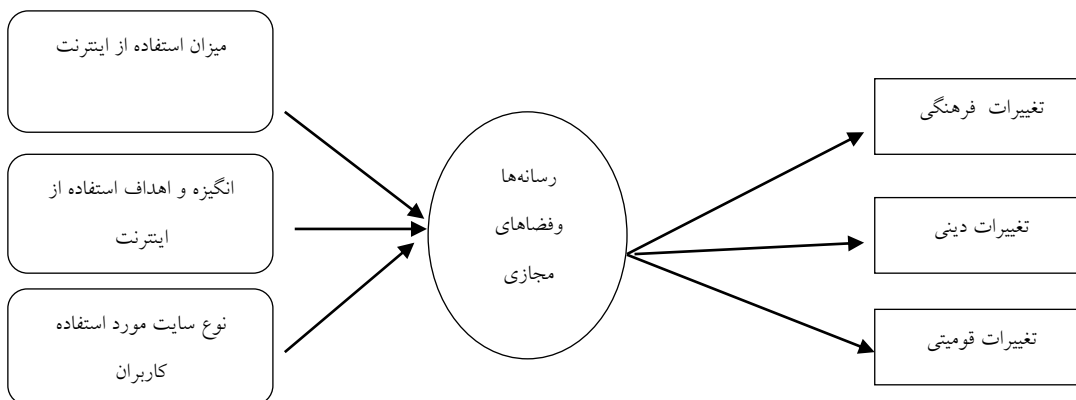 میزان استفاده از اینترنت
انگیزه و اهداف استفاده از
اینترنت
نوع سایت مورد استفاده
کاربران
رسانه‌ها
وفضاهای
مجازی
تغییرات فرهنگی
تغییرات دینی
تغییرات قومیتی